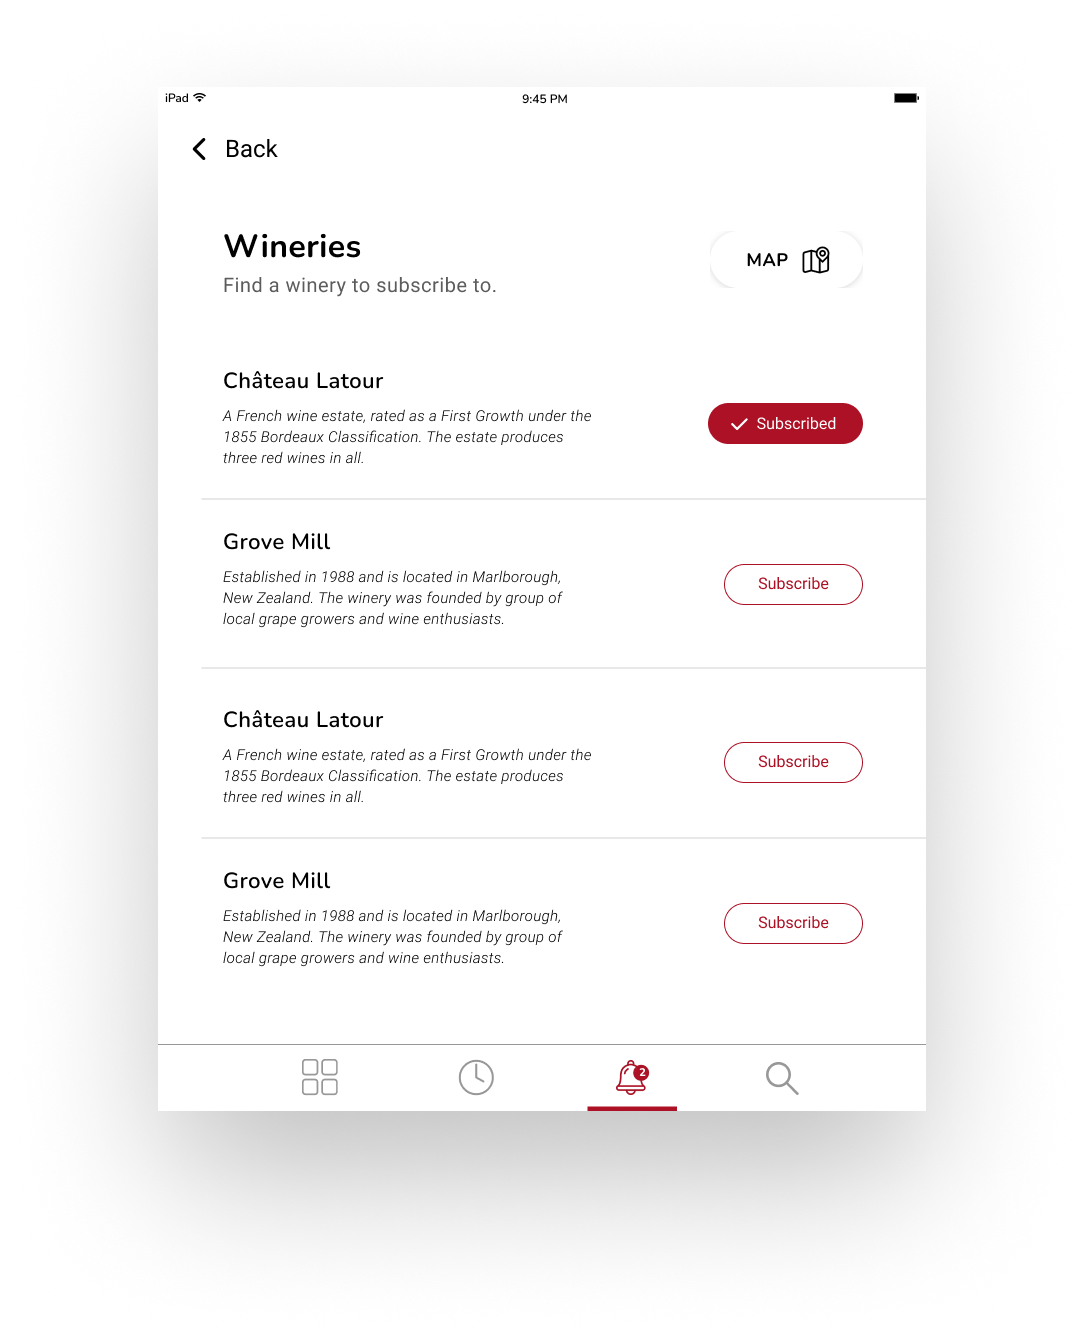 iPad
9:45 PM
Back
Wineries
Find a winery to subscribe to.
MAP
Château Latour
A French wine estate, rated as a First Growth under the
1855 Bordeaux Classification. The estate produces
three red wines in all.
Subscribed
Grove Mill
Established in 1988 and is located in Marlborough,
New Zealand. The winery was founded by group of
local grape growers and wine enthusiasts.
Subscribe
Château Latour
A French wine estate, rated as a First Growth under the
1855 Bordeaux Classification. The estate produces
three red wines in all.
Subscribe
Grove Mill
Established in 1988 and is located in Marlborough,
New Zealand. The winery was founded by group of
local grape growers and wine enthusiasts.
Subscribe
2